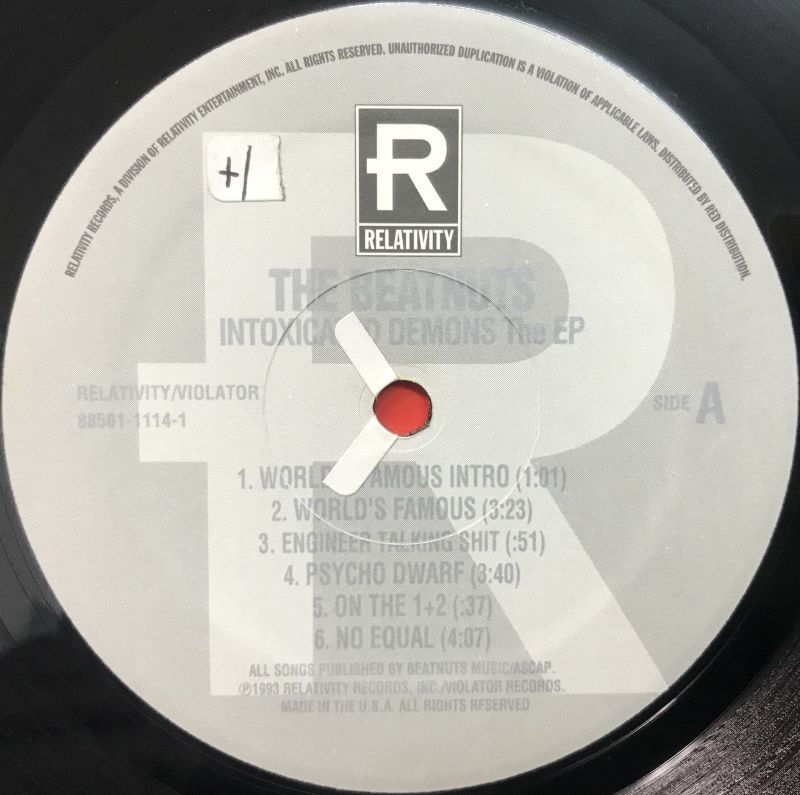 RELATIVITY RECORDS, A DIVISION OF RELATIVITY ENTERTAINMENT, INC. ALL RIGHTS RESERVED. UNAUTHORIZED DUPLICATION IS A VIOLATION OF APPLICABLE LAWS. DISTRIBUTED BY RED DISTRIBUTION.
R
RELATIVITY
+/
THE BEATNUTS
DEMONS The EP
RELATIVITY/VIOLATOR
88561-1114-1
SIDE A
1. INTRO (1:01)
2. WORLD'S FAMOUS (3:23)
3. ENGINEER TALKING SHIT (:51)
4. PSYCHO DWARF (3:40)
5. ON THE 1+2 (:37)
6. NO EQUAL (4:07)
ALL SONGS PUBLISHED BY BEATNUTS MUSIC/ASCAP.
℗1993 RELATIVITY RECORDS, INC./VIOLATOR RECORDS.
MADE IN THE U.S.A. ALL RIGHTS RESERVED.